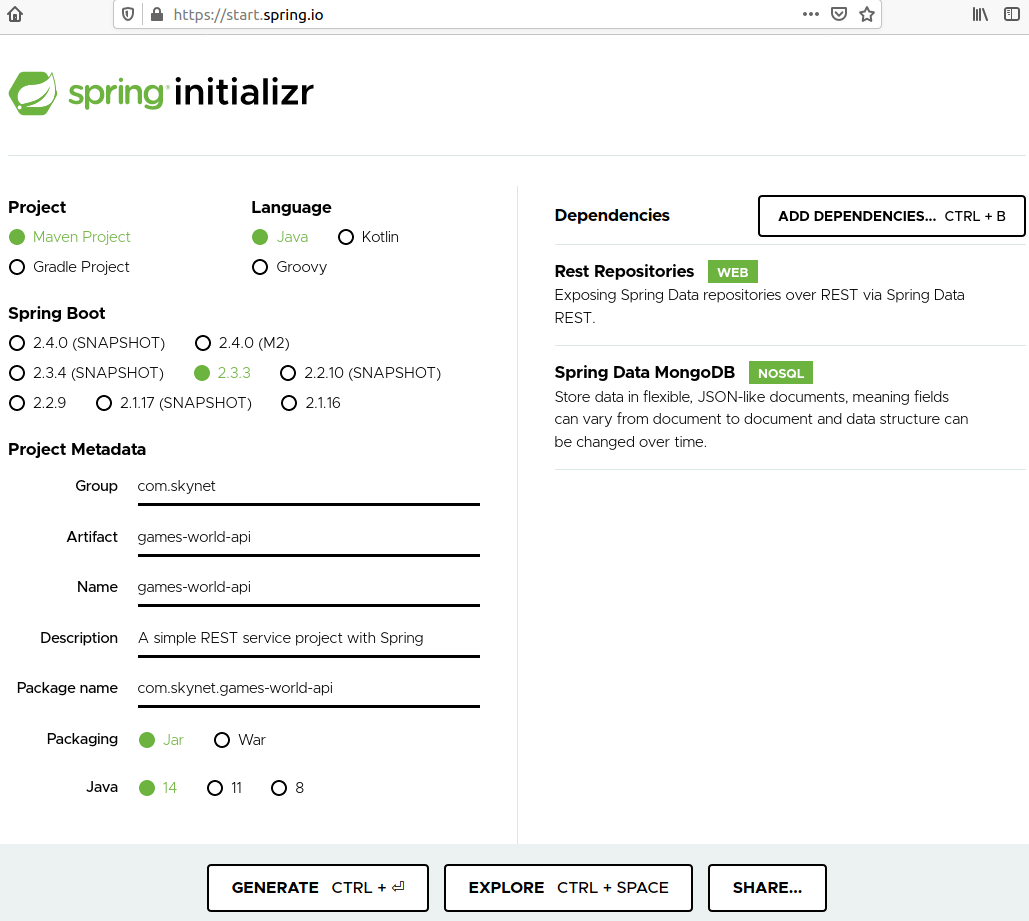 https://start.spring.io
spring initializr
Project
Maven Project
Gradle Project
Language
Java Kotlin
Groovy
Spring Boot
2.4.0 (SNAPSHOT) 2.4.0 (M2)
2.3.4 (SNAPSHOT) 2.3.3 2.2.10 (SNAPSHOT)
2.2.9 2.1.17 (SNAPSHOT) 2.1.16
Project Metadata
Group com.skynet
Artifact games-world-api
Name games-world-api
Description A simple REST service project with Spring
Package name com.skynet.games-world-api
Packaging Jar War
Java 14 11 8
Dependencies ADD DEPENDENCIES... CTRL + B
Rest Repositories WEB
Exposing Spring Data repositories over REST via Spring Data
REST.
Spring Data MongoDB NOSQL
Store data in flexible, JSON-like documents, meaning fields
can vary from document to document and data structure can
be changed over time.
GENERATE CTRL + ⏎ EXPLORE CTRL + SPACE SHARE...